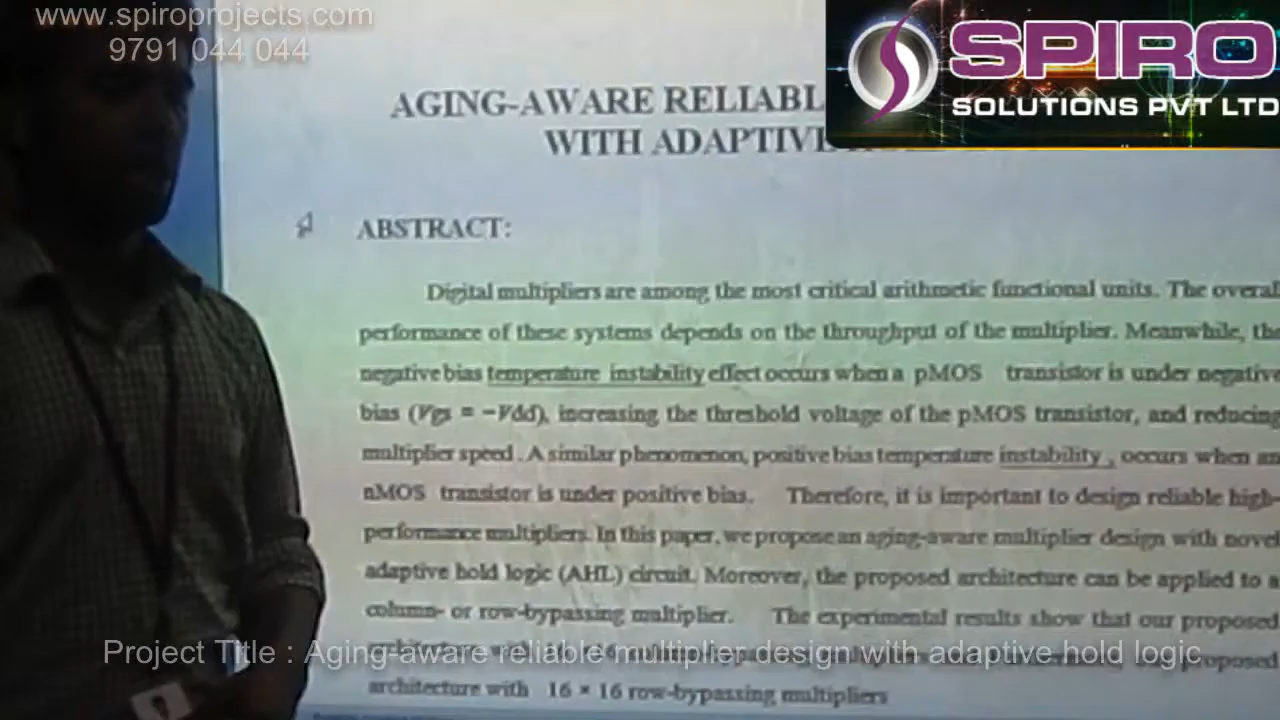 www.spiroprojects.com
9791 044 044
SPIRO
SOLUTIONS PVT LTD
AGING-AWARE RELIABL
WITH ADAPTIVE
ABSTRACT:
Digital multipliers are among the most critical arithmetic functional units. The overall
performance of these systems depends on the throughput of the multiplier. Meanwhile, the
negative bias temperature instability effect occurs when a pMOS transistor is under negative
bias (Vgs = −Vdd), increasing the threshold voltage of the pMOS transistor, and reducing
multiplier speed . A similar phenomenon, positive bias temperature instability , occurs when an
nMOS transistor is under positive bias. Therefore, it is important to design reliable high-
performance multipliers. In this paper, we propose an aging-aware multiplier design with novel
adaptive hold logic (AHL) circuit. Moreover, the proposed architecture can be applied to a
column- or row-bypassing multiplier. The experimental results show that our proposed
Project Title : Aging-aware reliable multiplier design with adaptive hold logic
proposed
architecture with 16 × 16 row-bypassing multipliers